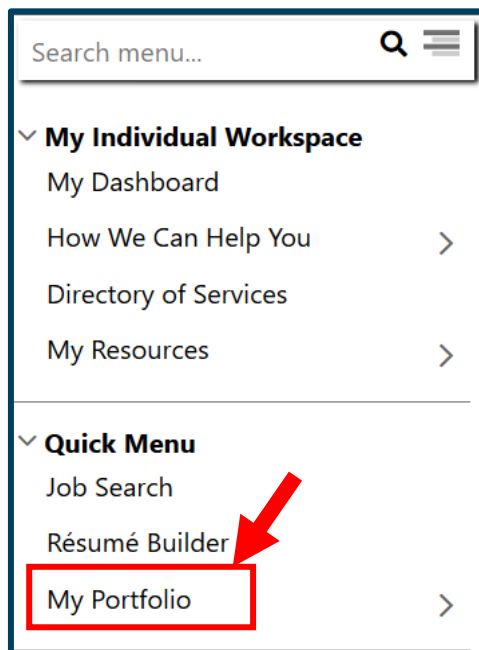 Search menu...
My Individual Workspace
My Dashboard
How We Can Help You
Directory of Services
My Resources
Quick Menu
Job Search
Résumé Builder
My Portfolio